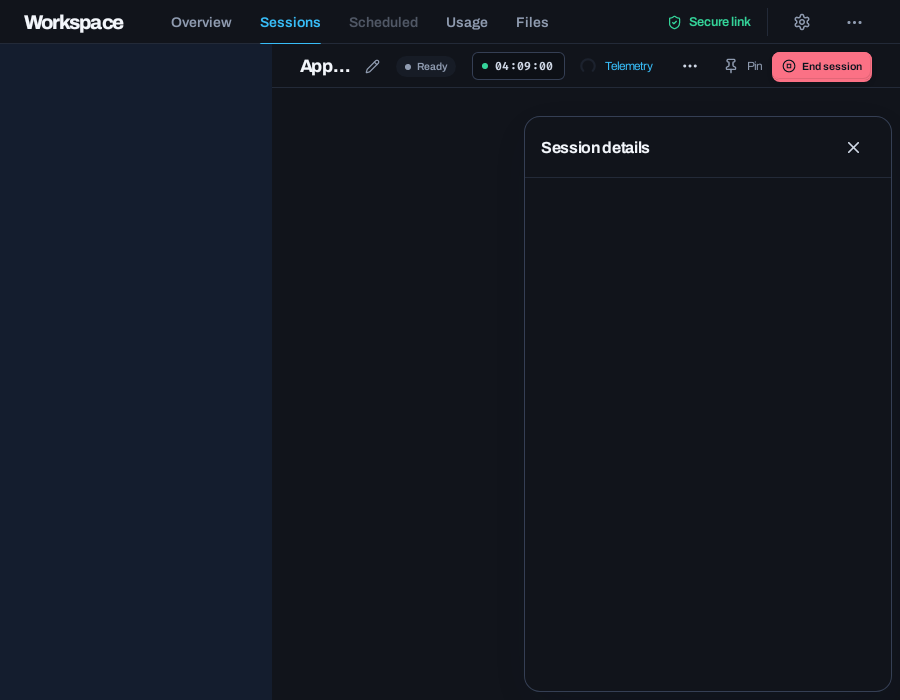 Workspace
Overview
Sessions
Scheduled
Usage
Files
Secure link
App…
Ready
04:09:00
Telemetry
Pin
End session
Session details